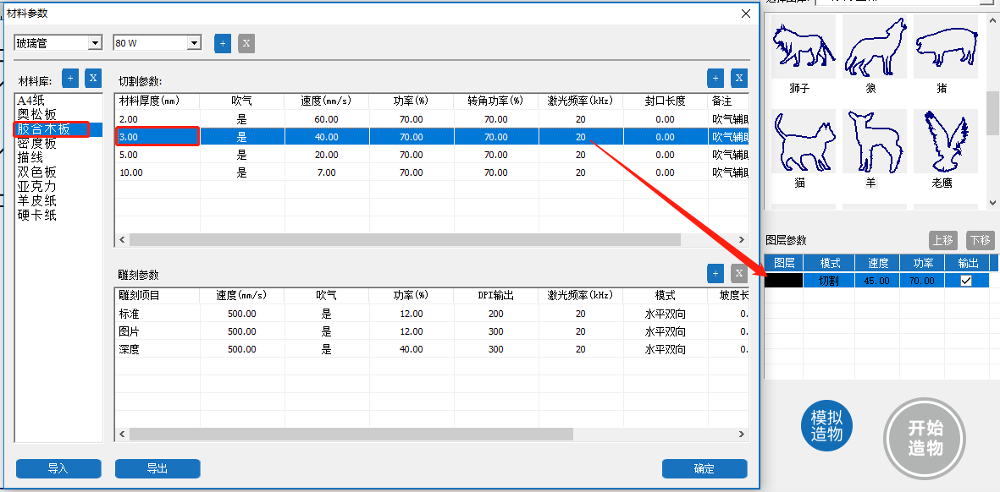 材料参数
玻璃管 80 W + X
材料库: + X
A4纸
奥松板
胶合木板
密度板
描线
双色板
亚克力
羊皮纸
硬卡纸
切割参数: + X
材料厚度(mm) 吹气 速度(mm/s) 功率(%) 转角功率(%) 激光频率(kHz) 封口长度 备注
2.00 是 60.00 70.00 70.00 20 0.00 吹气辅助
3.00 是 40.00 70.00 70.00 20 0.00 吹气辅助
5.00 是 20.00 70.00 70.00 20 0.00 吹气辅助
10.00 是 7.00 70.00 70.00 20 0.00 吹气辅助
雕刻参数 + X
雕刻项目 速度(mm/s) 吹气 功率(%) DPI输出 激光频率(kHz) 模式 坡度长
标准 500.00 是 12.00 200 20 水平双向 0.
图片 500.00 是 12.00 300 20 水平双向 0.
深度 500.00 是 40.00 300 20 水平双向 0.
导入 导出 确定
狮子 狼 猪
猫 羊 老鹰
图层参数 上移 下移
图层 模式 速度 功率 输出
切割 45.00 70.00
模拟
造物
开始
造物